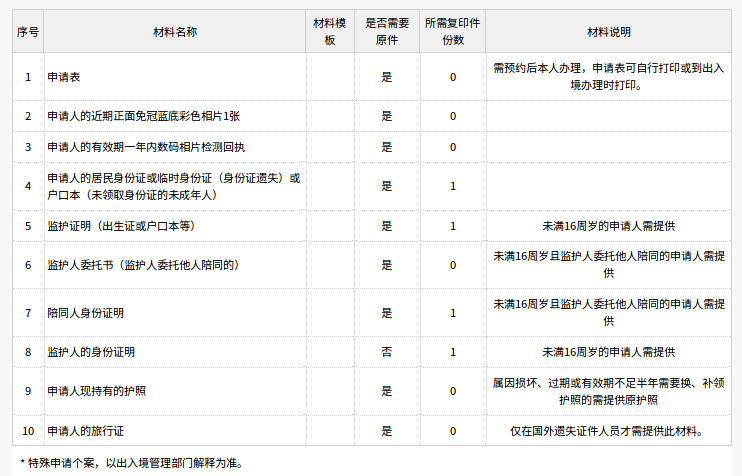 序号 材料名称 材料模板 是否需要原件 所需复印件份数 材料说明
1 申请表 是 0 需预约后本人办理，申请表可自行打印或到出入境办理时打印。
2 申请人的近期正面免冠蓝底彩色相片1张 是 0
3 申请人的有效期一年内数码相片检测回执 是 0
4 申请人的居民身份证或临时身份证（身份证遗失）或户口本（未领取身份证的未成年人） 是 1
5 监护证明（出生证或户口本等） 是 1 未满16周岁的申请人需提供
6 监护人委托书（监护人委托他人陪同的） 是 0 未满16周岁且监护人委托他人陪同的申请人需提供
7 陪同人身份证明 是 1 未满16周岁且监护人委托他人陪同的申请人需提供
8 监护人的身份证明 否 1 未满16周岁的申请人需提供
9 申请人现持有的护照 是 0 属因损坏、过期或有效期不足半年需要换、补领护照的需提供原护照
10 申请人的旅行证 是 0 仅在国外遗失证件人员才需提供此材料。
* 特殊申请个案，以出入境管理部门解释为准。